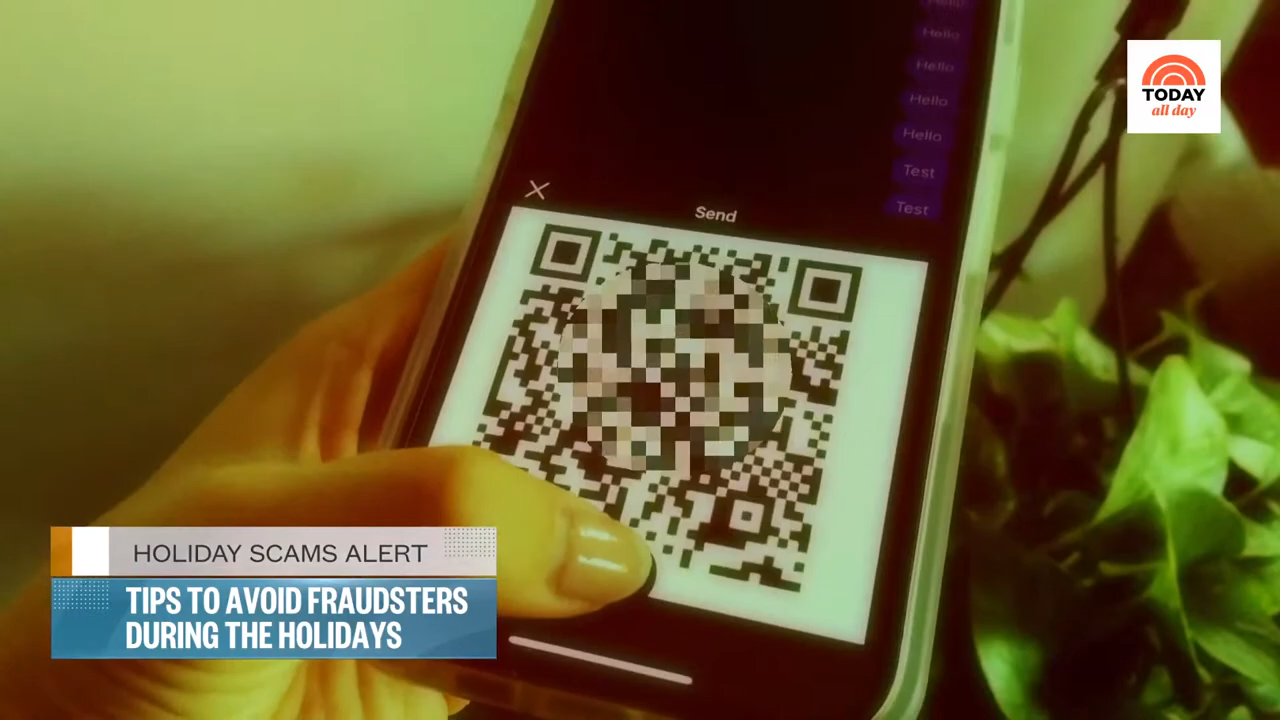 Hello
Hello
Hello
Hello
Hello
Test
Test
Send
TODAY
all day
HOLIDAY SCAMS ALERT
TIPS TO AVOID FRAUDSTERS
DURING THE HOLIDAYS